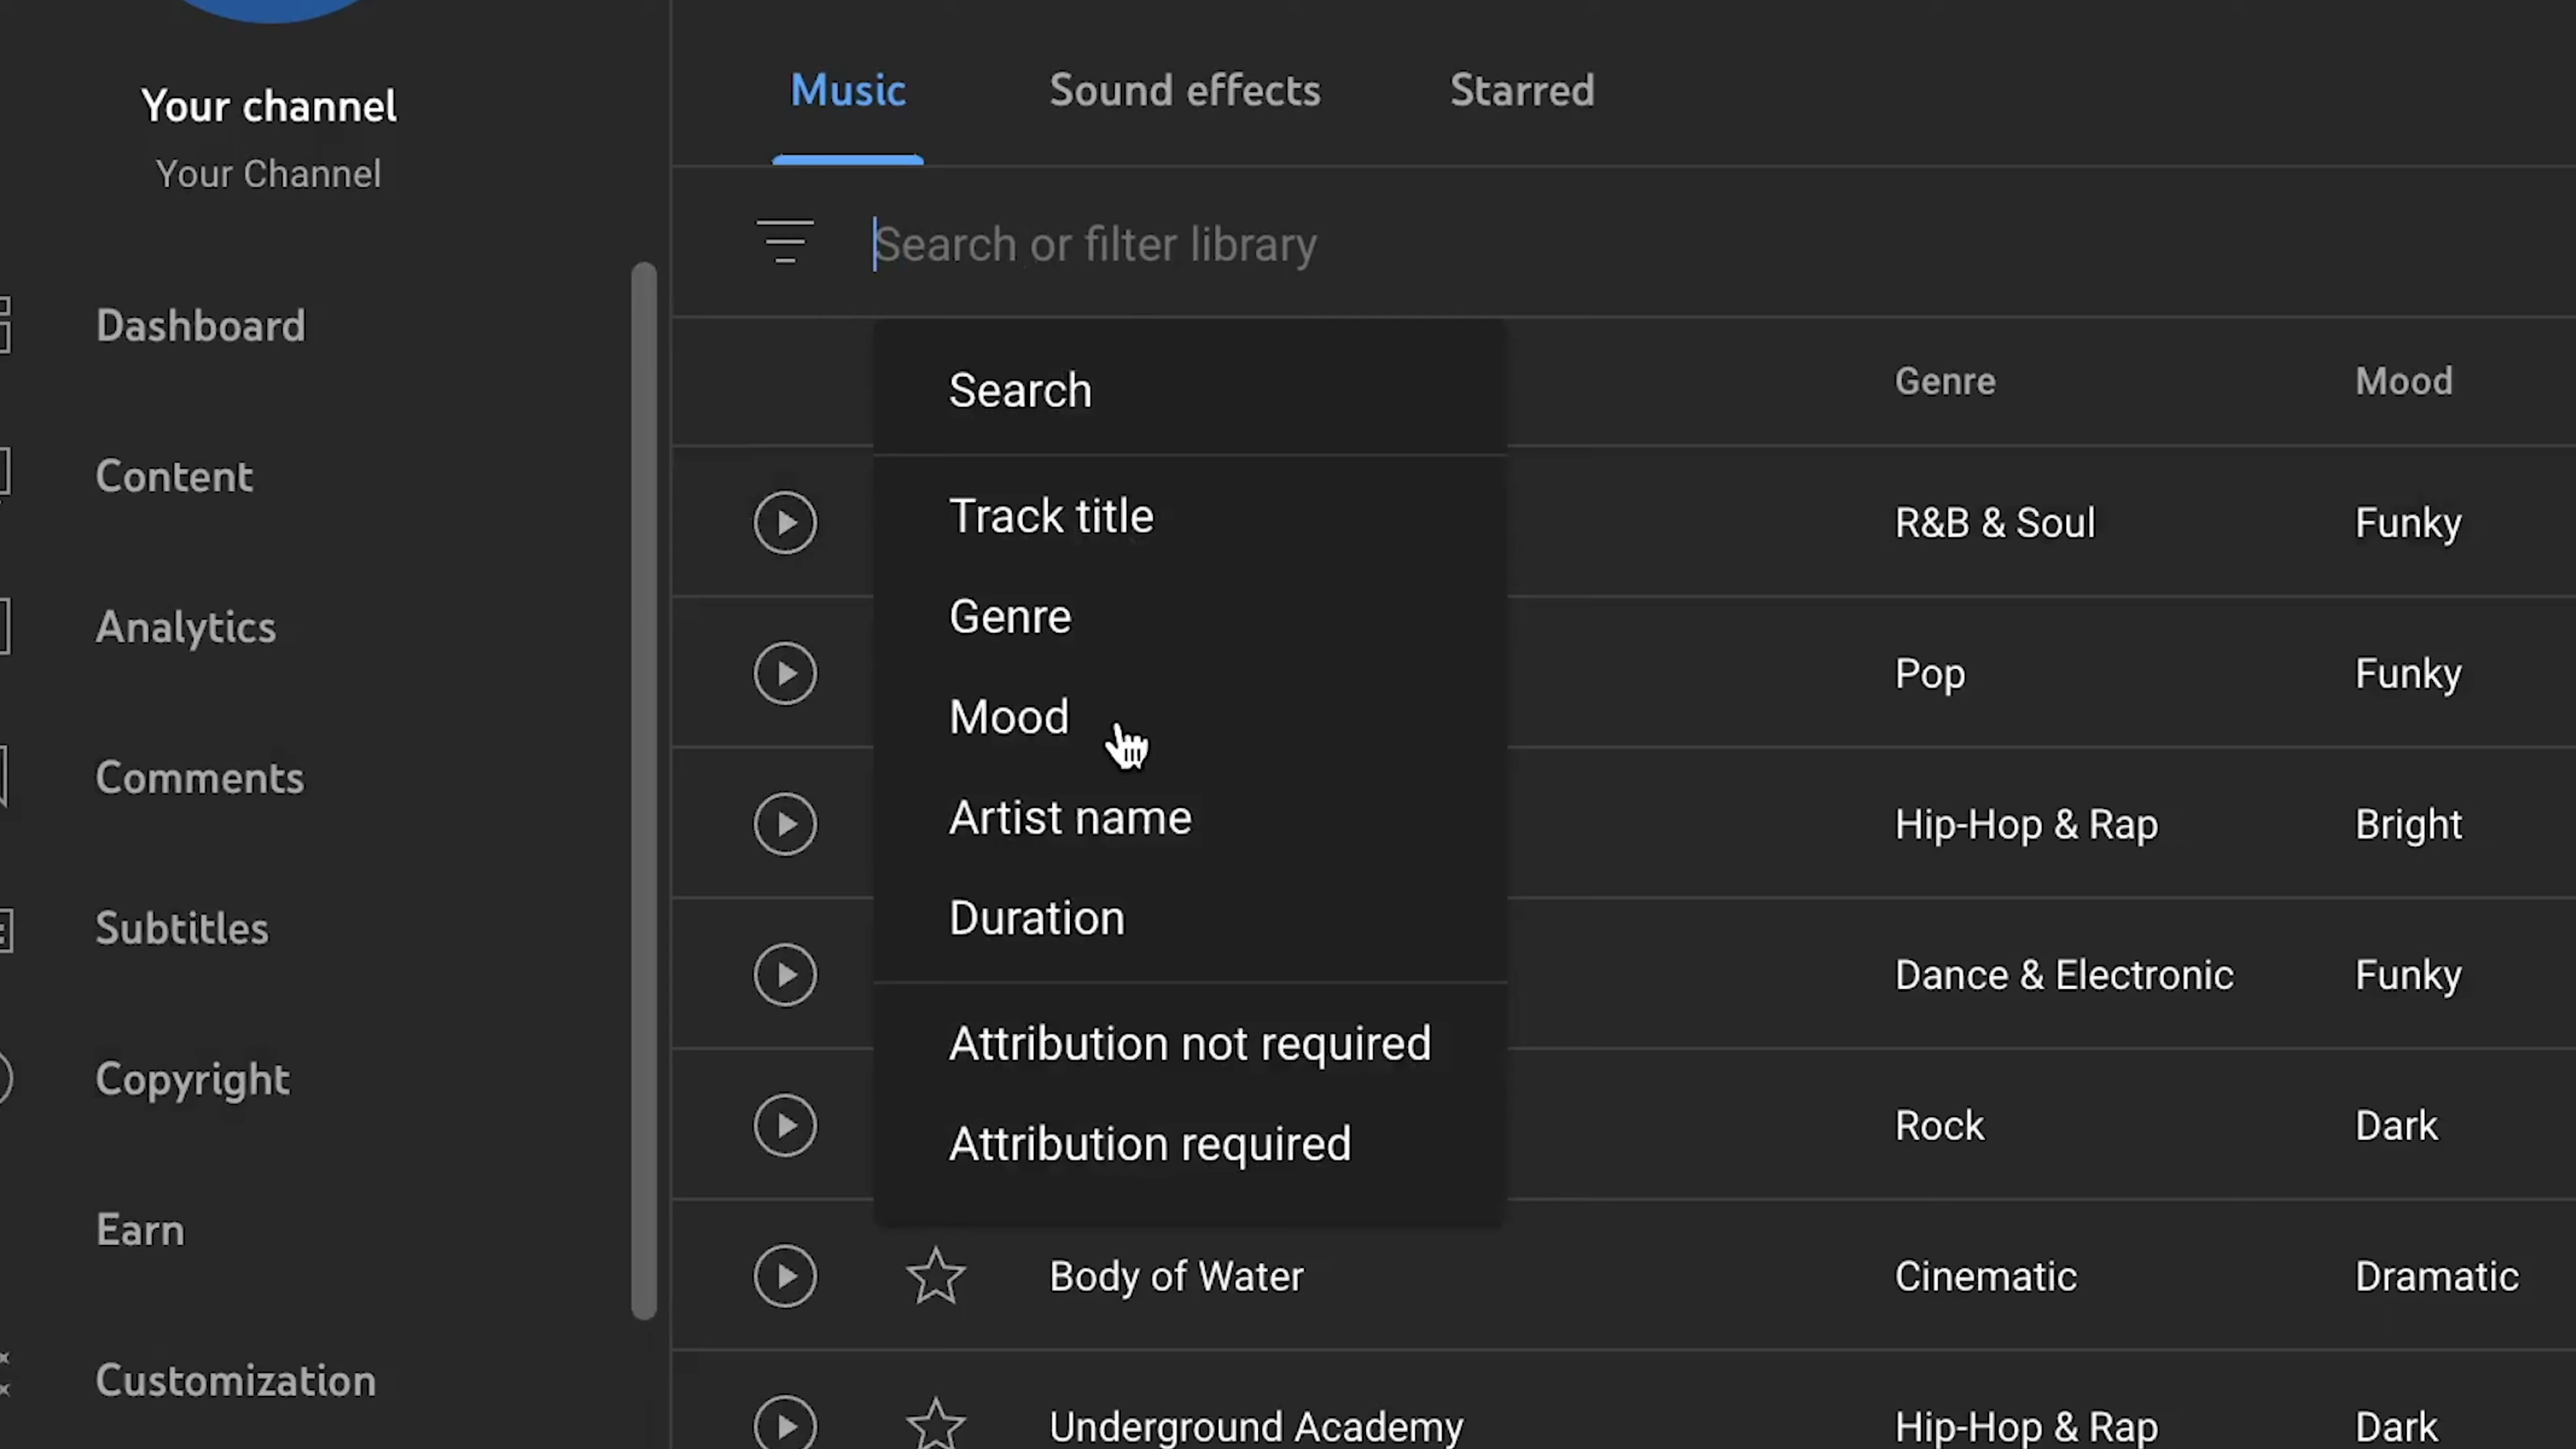 Your channel
Your Channel
Dashboard
Content
Analytics
Comments
Subtitles
Copyright
Earn
Customization
Music Sound effects Starred
Search or filter library
Search
Track title
Genre
Mood
Artist name
Duration
Attribution not required
Attribution required
Genre Mood
R&B & Soul Funky
Pop Funky
Hip-Hop & Rap Bright
Dance & Electronic Funky
Rock Dark
Body of Water Cinematic Dramatic
Underground Academy Hip-Hop & Rap Dark